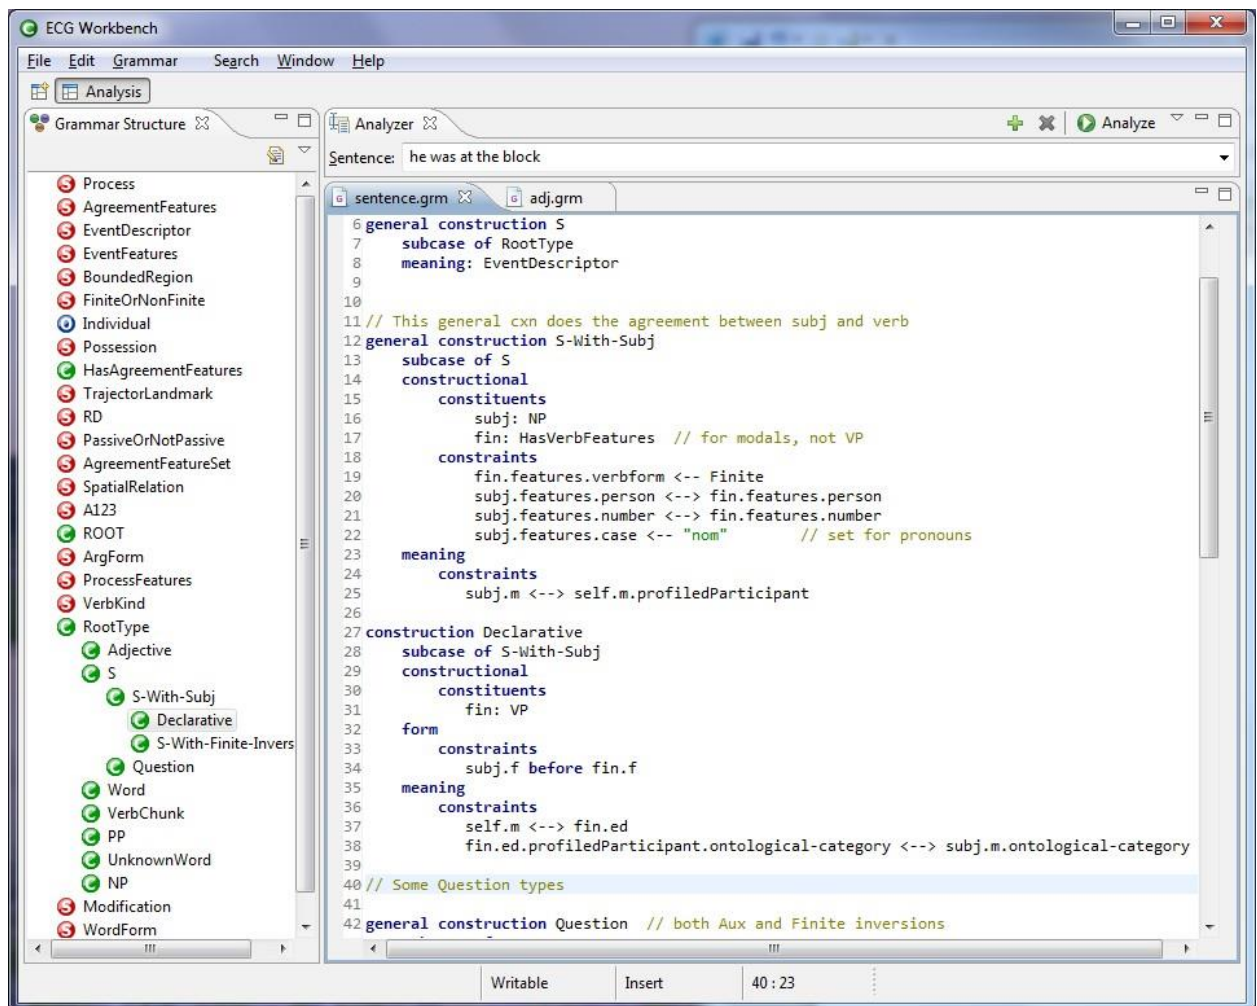 ECG Workbench
File Edit Grammar Search Window Help
Analysis
Grammar Structure
Process
AgreementFeatures
EventDescriptor
EventFeatures
BoundedRegion
FiniteOrNonFinite
Individual
Possession
HasAgreementFeatures
TrajectorLandmark
RD
PassiveOrNotPassive
AgreementFeatureSet
SpatialRelation
A123
ROOT
ArgForm
ProcessFeatures
VerbKind
RootType
Adjective
S
S-With-Subj
Declarative
S-With-Finite-Invers
Question
Word
VerbChunk
PP
UnknownWord
NP
Modification
WordForm
Analyzer
Analyze
Sentence: he was at the block
sentence.grm adj.grm
6 general construction S
7 subcase of RootType
8 meaning: EventDescriptor
9
10
11 // This general cxn does the agreement between subj and verb
12 general construction S-With-Subj
13 subcase of S
14 constructional
15 constituents
16 subj: NP
17 fin: HasVerbFeatures // for modals, not VP
18 constraints
19 fin.features.verbform <-- Finite
20 subj.features.person <--> fin.features.person
21 subj.features.number <--> fin.features.number
22 subj.features.case <-- "nom" // set for pronouns
23 meaning
24 constraints
25 subj.m <--> self.m.profiledParticipant
26
27 construction Declarative
28 subcase of S-With-Subj
29 constructional
30 constituents
31 fin: VP
32 form
33 constraints
34 subj.f before fin.f
35 meaning
36 constraints
37 self.m <--> fin.ed
38 fin.ed.profiledParticipant.ontological-category <--> subj.m.ontological-category
39
40 // Some Question types
41
42 general construction Question // both Aux and Finite inversions
Writable Insert 40 : 23